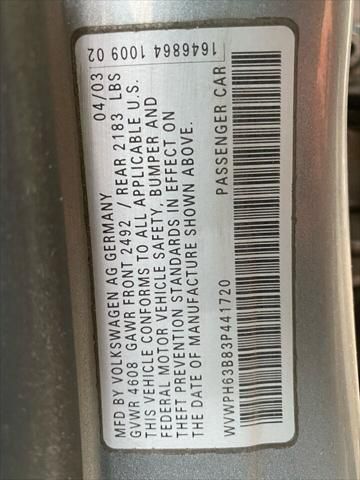 MFD BY VOLKSWAGEN AG GERMANY 04/03
GVWR 4608 GAWR FRONT 2492 / REAR 2183 LBS
THIS VEHICLE CONFORMS TO ALL APPLICABLE U.S.
FEDERAL MOTOR VEHICLE SAFETY, BUMPER AND
THEFT PREVENTION STANDARDS IN EFFECT ON
THE DATE OF MANUFACTURE SHOWN ABOVE.
1646864 1009 02
WVWPH63B83P441720 PASSENGER CAR